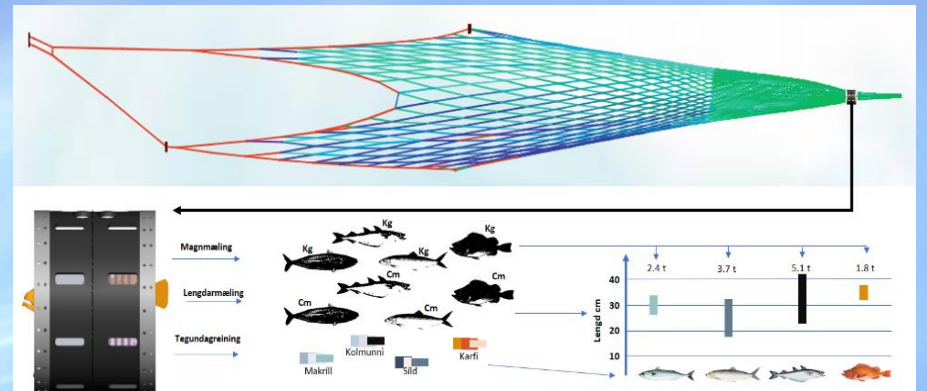 Magnmæling
Lengdarmæling
Tegundagreining
Kg
Kg
Kg
Kg
Cm
Cm
Cm
Cm
Kolmunni
Makrill
Síld
Karfi
2.4 t
3.7 t
5.1 t
1.8 t
Lengd cm
40
30
20
10